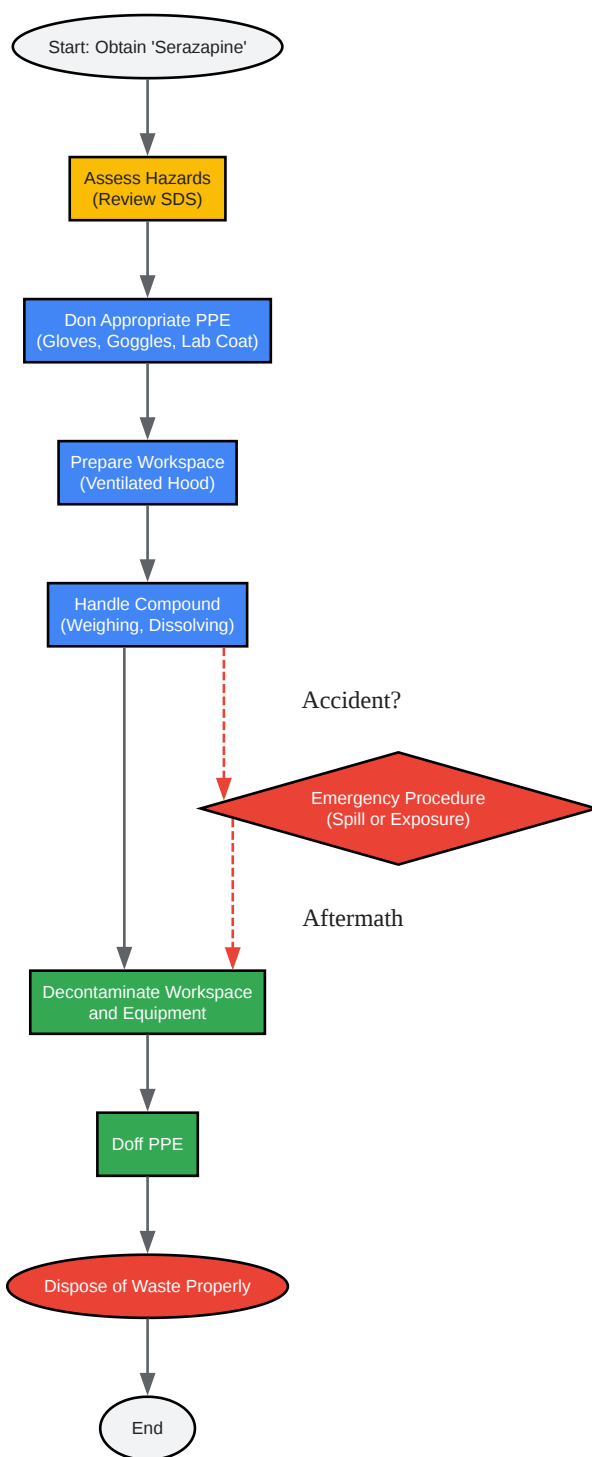 Start: Obtain 'Serazapine'
Assess Hazards
(Review SDS)
Don Appropriate PPE
(Gloves, Goggles, Lab Coat)
Prepare Workspace
(Ventilated Hood)
Handle Compound
(Weighing, Dissolving)
Accident?
Emergency Procedure
(Spill or Exposure)
Aftermath
Decontaminate Workspace
and Equipment
Doff PPE
Dispose of Waste Properly
End